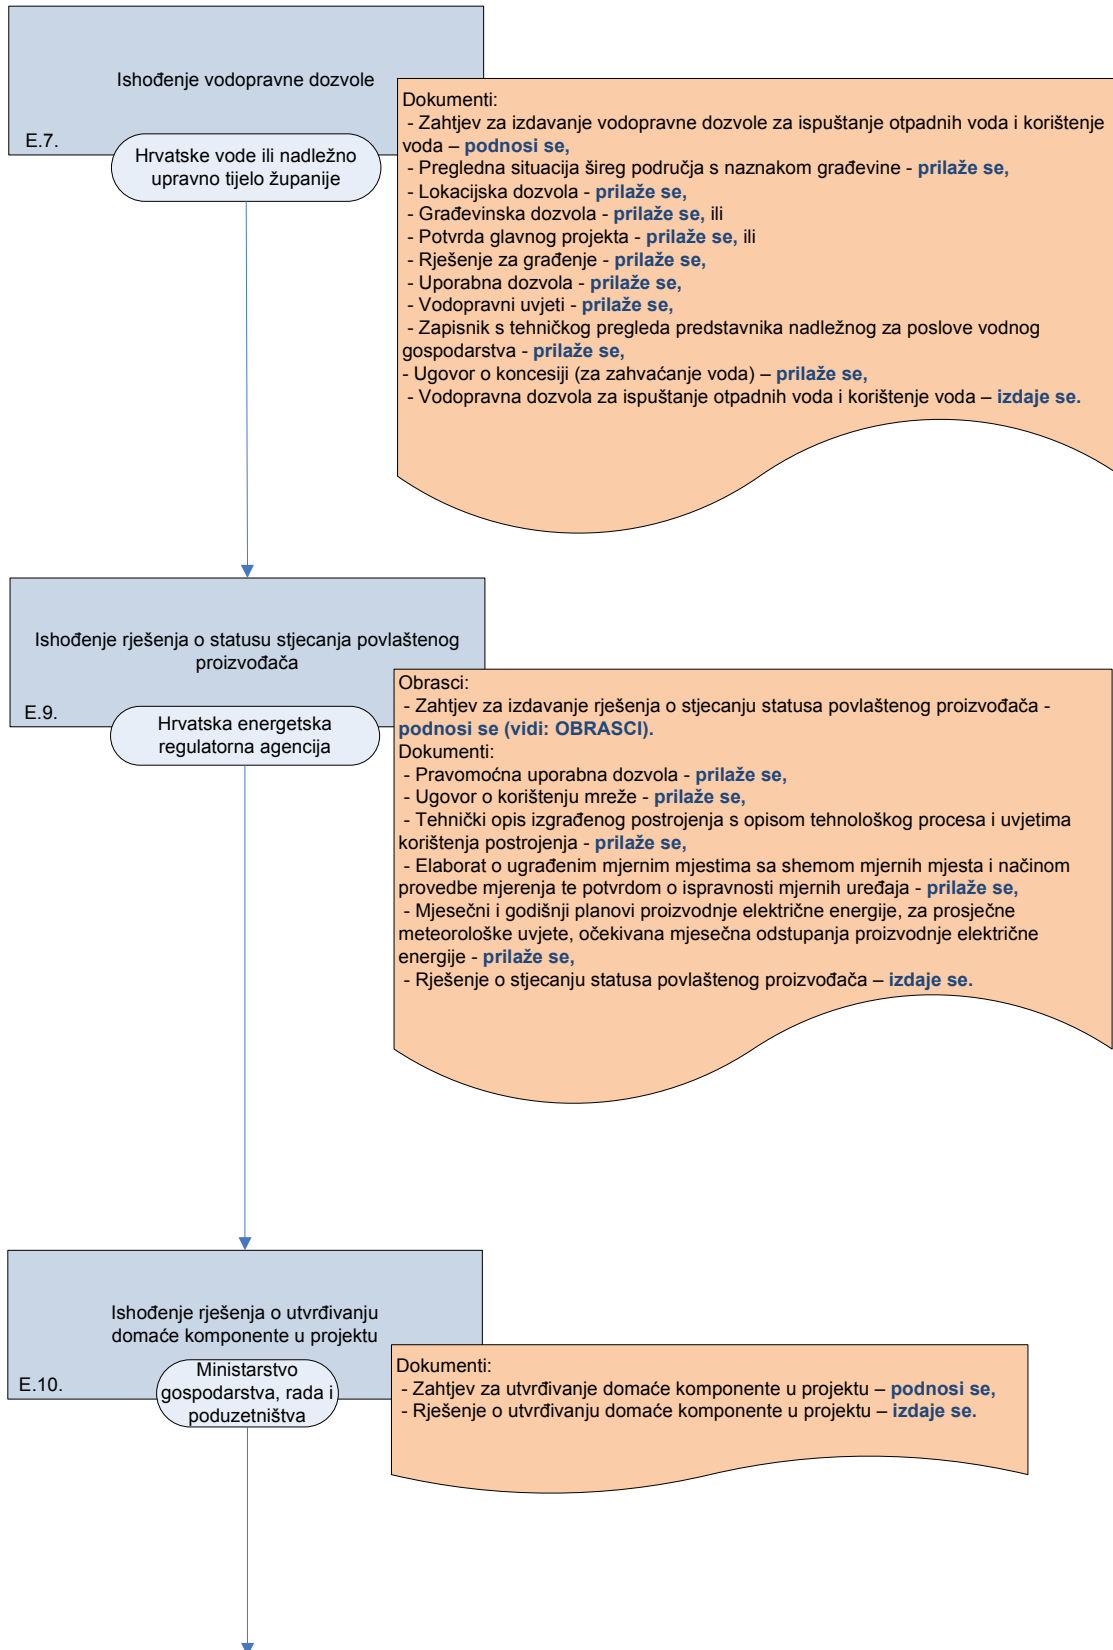 Ishođenje vodopravne dozvole
E.7.
Hrvatske vode ili nadležno
upravno tijelo županije
Dokumenti:
- Zahtjev za izdavanje vodopravne dozvole za ispuštanje otpadnih voda i korištenje
voda – podnosi se,
- Pregledna situacija šireg područja s naznakom građevine - prilaže se,
- Lokacijska dozvola - prilaže se,
- Građevinska dozvola - prilaže se, ili
- Potvrda glavnog projekta - prilaže se, ili
- Rješenje za građenje - prilaže se,
- Uporabna dozvola - prilaže se,
- Vodopravni uvjeti - prilaže se,
- Zapisnik s tehničkog pregleda predstavnika nadležnog za poslove vodnog
gospodarstva - prilaže se,
- Ugovor o koncesiji (za zahvaćanje voda) – prilaže se,
- Vodopravna dozvola za ispuštanje otpadnih voda i korištenje voda – izdaje se.
Ishođenje rješenja o statusu stjecanja povlaštenog
proizvođača
E.9.
Hrvatska energetska
regulatorna agencija
Obrasci:
- Zahtjev za izdavanje rješenja o stjecanju statusa povlaštenog proizvođača -
podnosi se (vidi: OBRASCI).
Dokumenti:
- Pravomoćna uporabna dozvola - prilaže se,
- Ugovor o korištenju mreže - prilaže se,
- Tehnički opis izgrađenog postrojenja s opisom tehnološkog procesa i uvjetima
korištenja postrojenja - prilaže se,
- Elaborat o ugrađenim mjernim mjestima sa shemom mjernih mjesta i načinom
provedbe mjerenja te potvrdom o ispravnosti mjernih uređaja - prilaže se,
- Mjesečni i godišnji planovi proizvodnje električne energije, za prosječne
meteorološke uvjete, očekivana mjesečna odstupanja proizvodnje električne
energije - prilaže se,
- Rješenje o stjecanju statusa povlaštenog proizvođača – izdaje se.
Ishođenje rješenja o utvrđivanju
domaće komponente u projektu
E.10.
Ministarstvo
gospodarstva, rada i
poduzetništva
Dokumenti:
- Zahtjev za utvrđivanje domaće komponente u projektu – podnosi se,
- Rješenje o utvrđivanju domaće komponente u projektu – izdaje se.